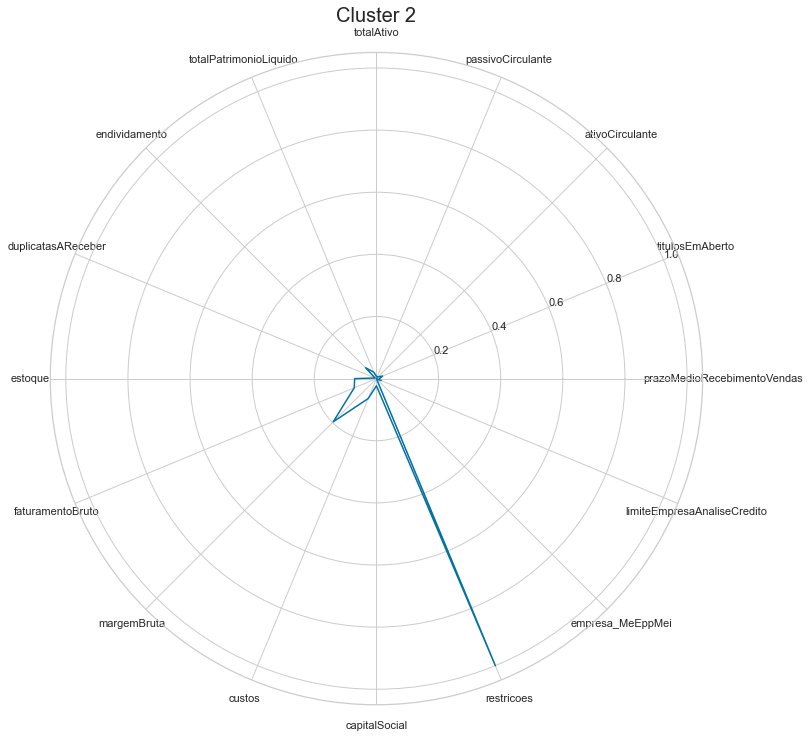 Cluster 2
totalAtivo
totalPatrimonioLiquido
passivoCirculante
endividamento
ativoCirculante
duplicatasAReceber
titulosEmAberto
1.0
0.8
0.6
0.4
0.2
estoque
prazoMedioRecebimentoVendas
faturamentoBruto
limiteEmpresaAnaliseCredito
margemBruta
empresa_MeEppMei
custos
restricoes
capitalSocial